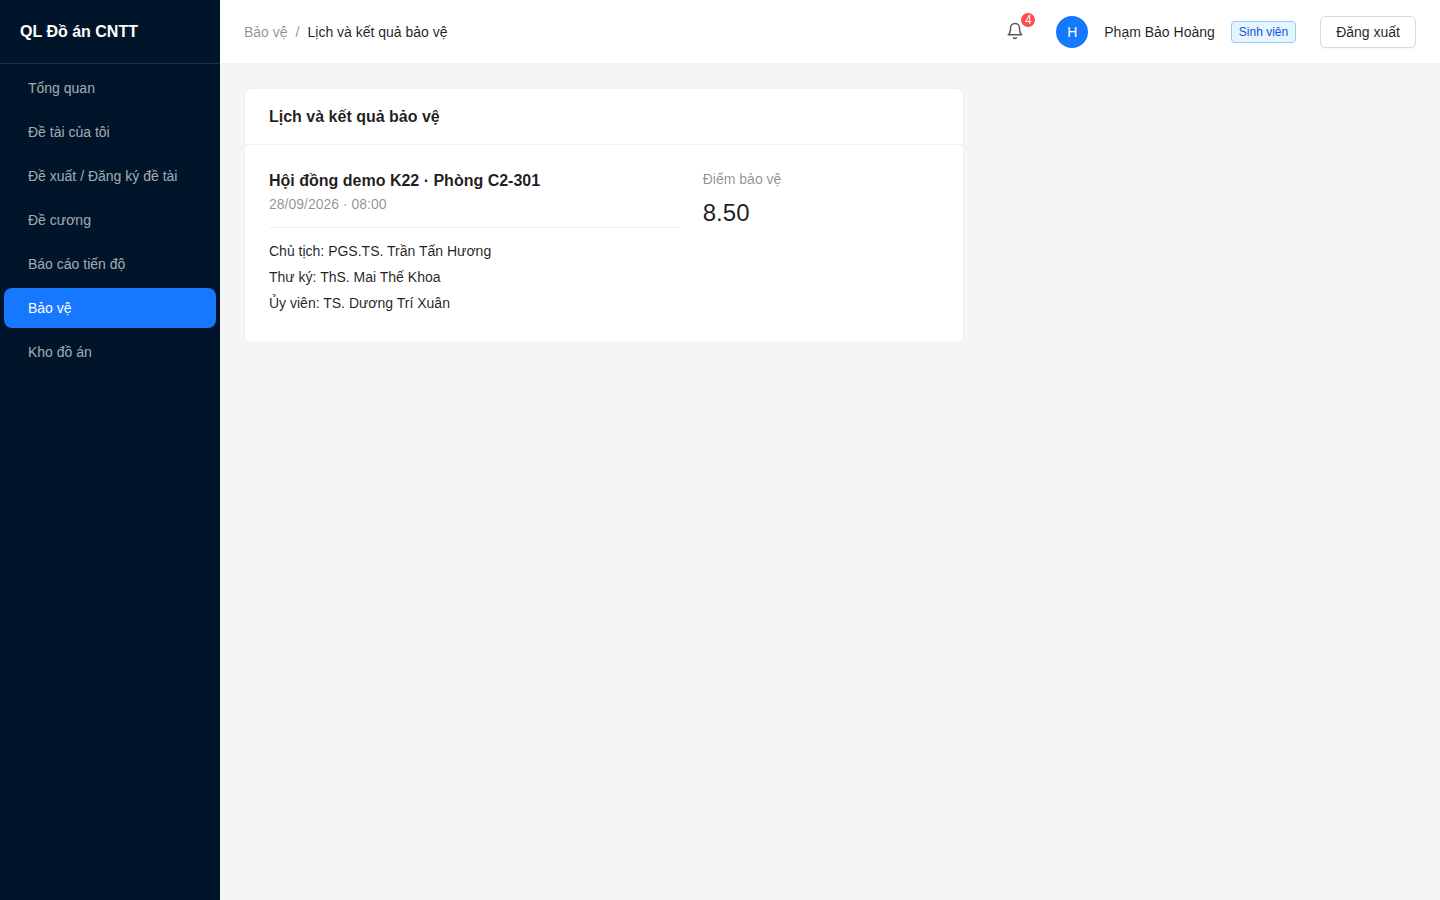 QL Đồ án CNTT
Tổng quan
Đề tài của tôi
Đề xuất / Đăng ký đề tài
Đề cương
Báo cáo tiến độ
Bảo vệ
Kho đồ án
Bảo vệ / Lịch và kết quả bảo vệ
4
H
Phạm Bảo Hoàng
Sinh viên
Đăng xuất
Lịch và kết quả bảo vệ
Hội đồng demo K22 · Phòng C2-301
28/09/2026 · 08:00
Chủ tịch: PGS.TS. Trần Tấn Hương
Thư ký: ThS. Mai Thế Khoa
Ủy viên: TS. Dương Trí Xuân
Điểm bảo vệ
8.50